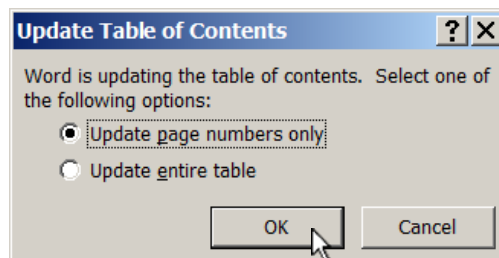 Update Table of Contents ? X
Word is updating the table of contents. Select one of
the following options:
Update page numbers only
Update entire table
OK Cancel